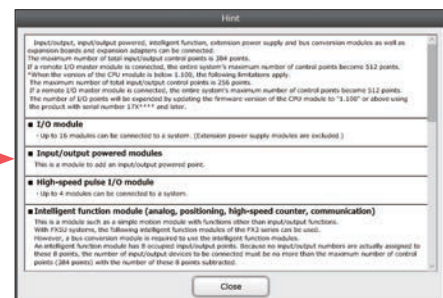 Hint
Input/output, input/output powered, intelligent function, extension power supply and bus conversion modules as well as
expansion boards and expansion adapters can be connected.
The maximum number of total input/output control points is 384 points.
If a remote I/O master module is connected, the entire system's maximum number of control points become 512 points.
*When the version of the CPU module is below 1.100, the following limitations apply.
The maximum number of total input/output control points is 256 points.
If a remote I/O master module is connected, the entire system's maximum number of control points become 512 points.
The number of I/O points will be expended by updating the firmware version of the CPU module to "1.100" or above using
the product with serial number 17X**** and later.
■ I/O module
- Up to 16 modules can be connected to a system. (Extension power supply modules are excluded.)
■ Input/output powered modules
This is a module to add an input/output powered point.
■ High-speed pulse I/O module
- Up to 4 modules can be connected to a system.
■ Intelligent function module (analog, positioning, high-speed counter, communication)
This is a module such as a simple motion module with functions other than input/output functions.
With FX5U systems, the following intelligent function modules of the FX3 series can be used.
However, a bus conversion module is required to use the intelligent function modules.
An intelligent function module has 8 occupied input/output points. Because no input/output numbers are actually assigned to
these 8 points, the number of input/output devices to be connected must be no more than the maximum number of control
points (384 points) with the number of these 8 points subtracted.
Close